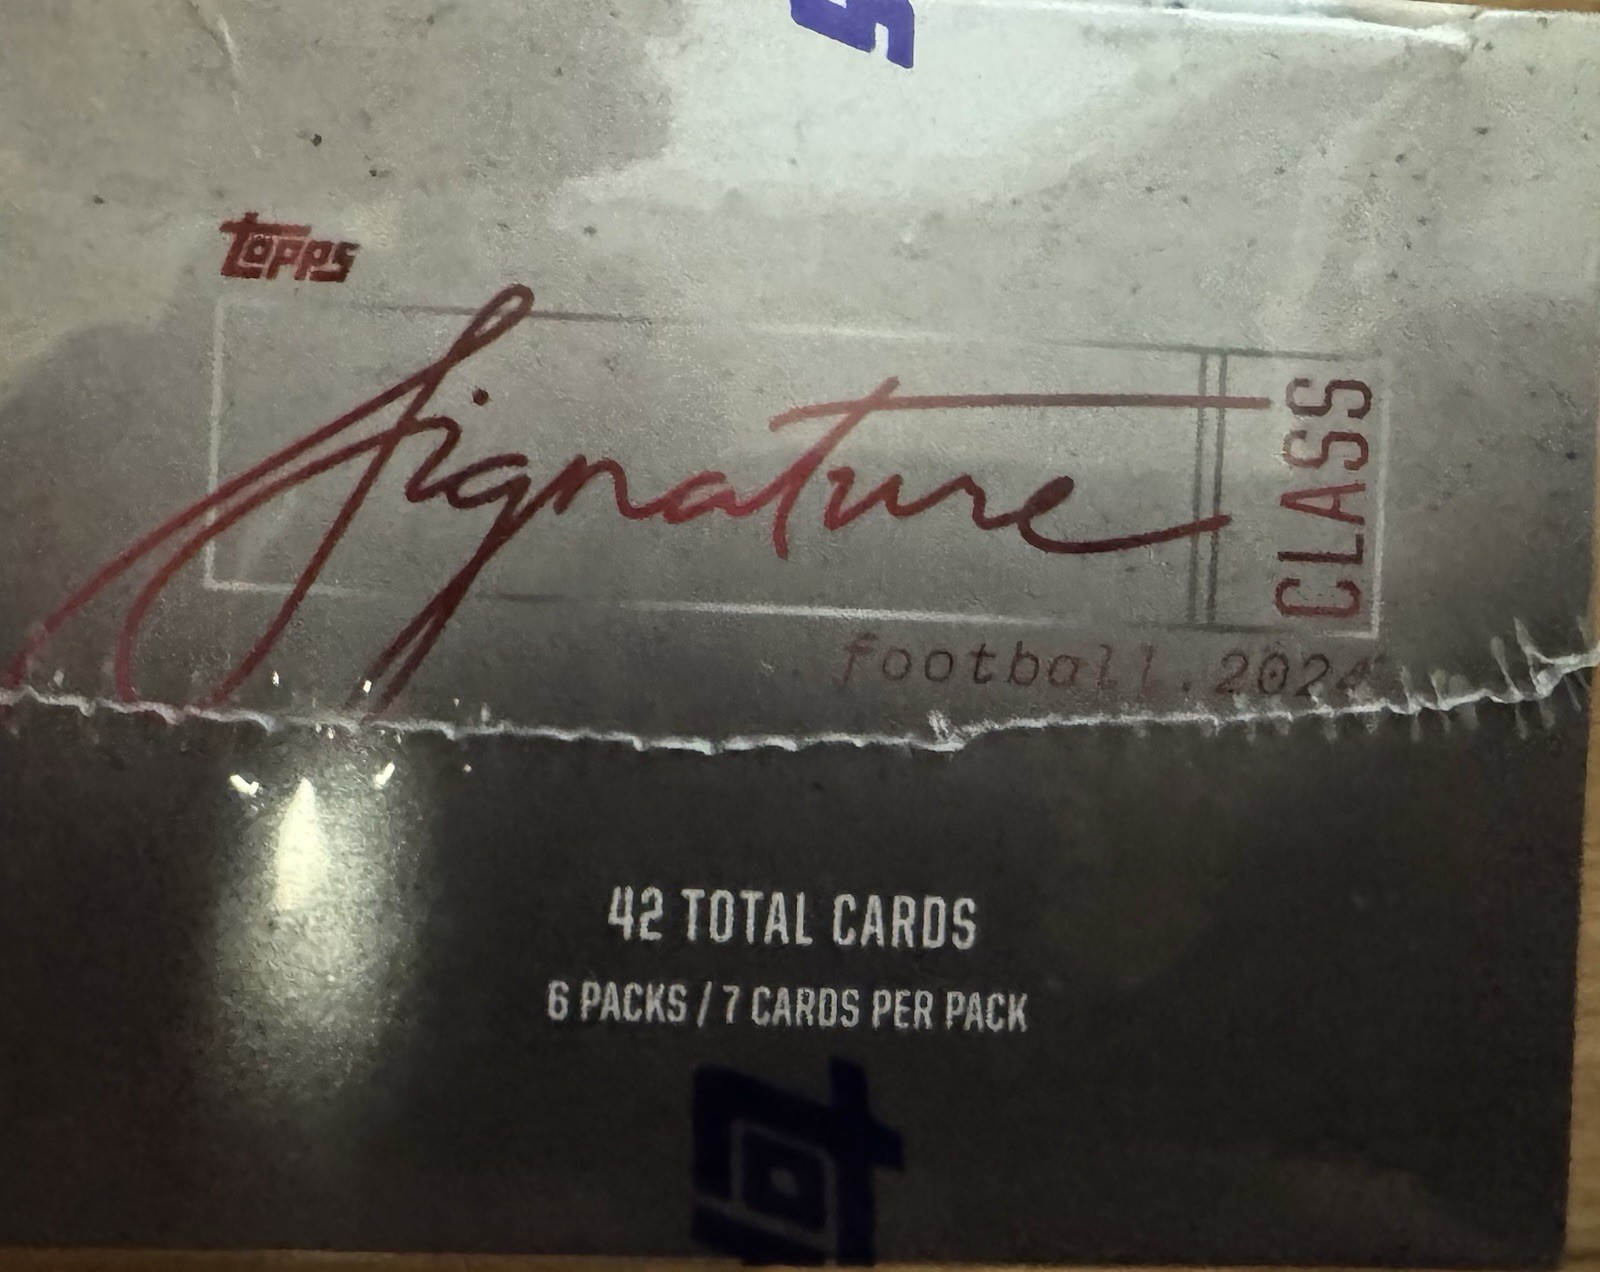 topps
Signature
CLASS
football.2024
42 TOTAL CARDS
6 PACKS / 7 CARDS PER PACK